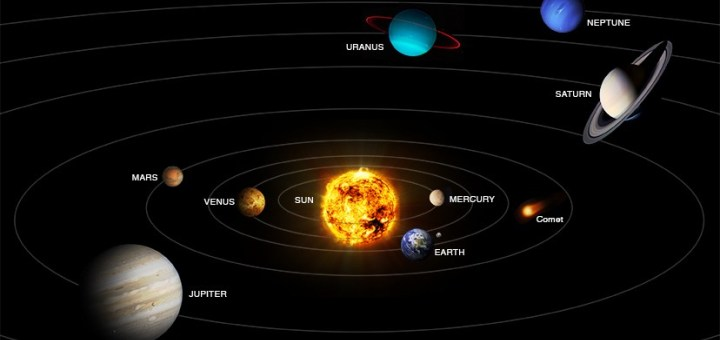 NEPTUNE
URANUS
SATURN
MARS
VENUS
SUN
MERCURY
Comet
EARTH
JUPITER